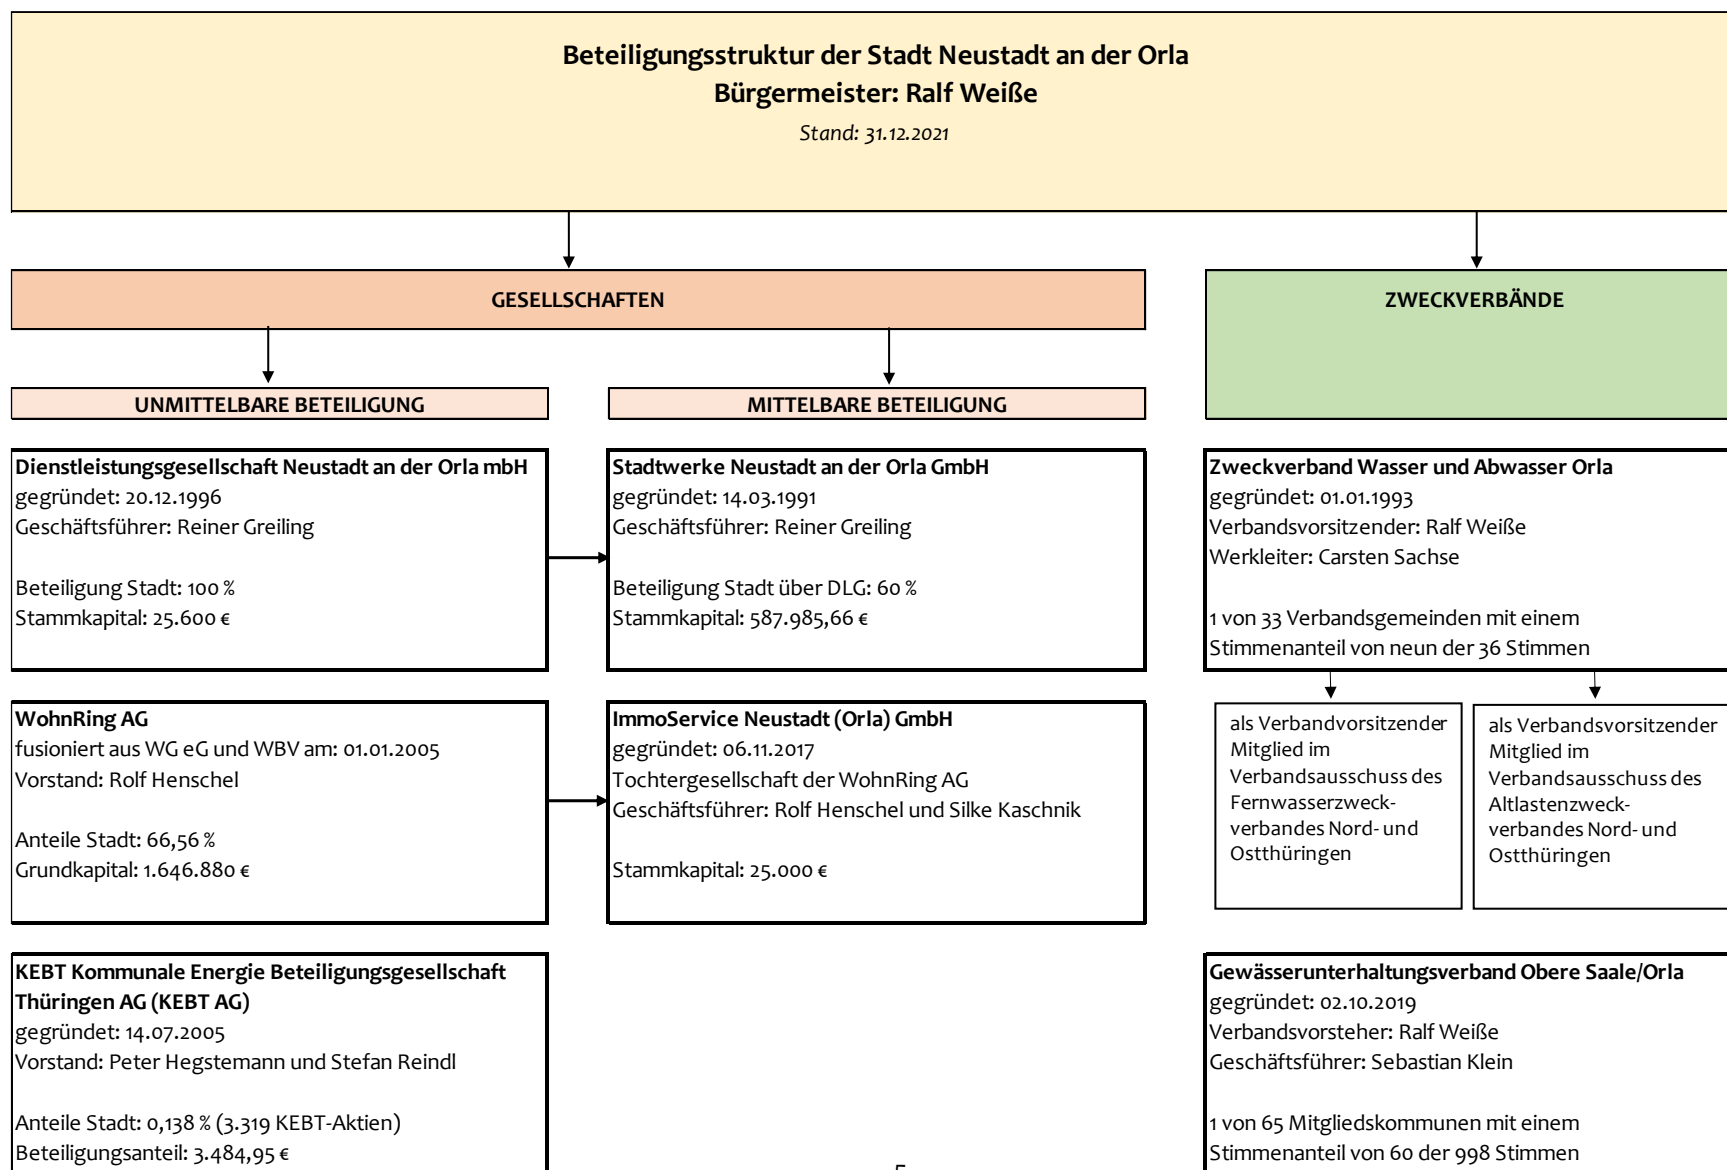 Beteiligungsstruktur der Stadt Neustadt an der Orla
Bürgermeister: Ralf Weiße
Stand: 31.12.2021
GESELLSCHAFTEN
ZWECKVERBÄNDE
UNMITTELBARE BETEILIGUNG
MITTELBARE BETEILIGUNG
Dienstleistungsgesellschaft Neustadt an der Orla mbH
gegründet: 20.12.1996
Geschäftsführer: Reiner Greiling
Beteiligung Stadt: 100 %
Stammkapital: 25.600 €
Stadtwerke Neustadt an der Orla GmbH
gegründet: 14.03.1991
Geschäftsführer: Reiner Greiling
Beteiligung Stadt über DLG: 60 %
Stammkapital: 587.985,66 €
Zweckverband Wasser und Abwasser Orla
gegründet: 01.01.1993
Verbandsvorsitzender: Ralf Weiße
Werkleiter: Carsten Sachse
1 von 33 Verbandsgemeinden mit einem
Stimmenanteil von neun der 36 Stimmen
WohnRing AG
fusioniert aus WG eG und WBV am: 01.01.2005
Vorstand: Rolf Henschel
Anteile Stadt: 66,56 %
Grundkapital: 1.646.880 €
ImmoService Neustadt (Orla) GmbH
gegründet: 06.11.2017
Tochtergesellschaft der WohnRing AG
Geschäftsführer: Rolf Henschel und Silke Kaschnik
Stammkapital: 25.000 €
als Verbandvorsitzender
Mitglied im
Verbandsausschuss des
Fernwasserzweck-
verbandes Nord- und
Ostthüringen
als Verbandsvorsitzender
Mitglied im
Verbandsausschuss des
Altlastenzweck-
verbandes Nord- und
Ostthüringen
KEBT Kommunale Energie Beteiligungsgesellschaft
Thüringen AG (KEBT AG)
gegründet: 14.07.2005
Vorstand: Peter Hegstemann und Stefan Reindl
Anteile Stadt: 0,138 % (3.319 KEBT-Aktien)
Beteiligungsanteil: 3.484,95 €
Gewässerunterhaltungsverband Obere Saale/Orla
gegründet: 02.10.2019
Verbandsvorsteher: Ralf Weiße
Geschäftsführer: Sebastian Klein
1 von 65 Mitgliedskommunen mit einem
Stimmenanteil von 60 der 998 Stimmen